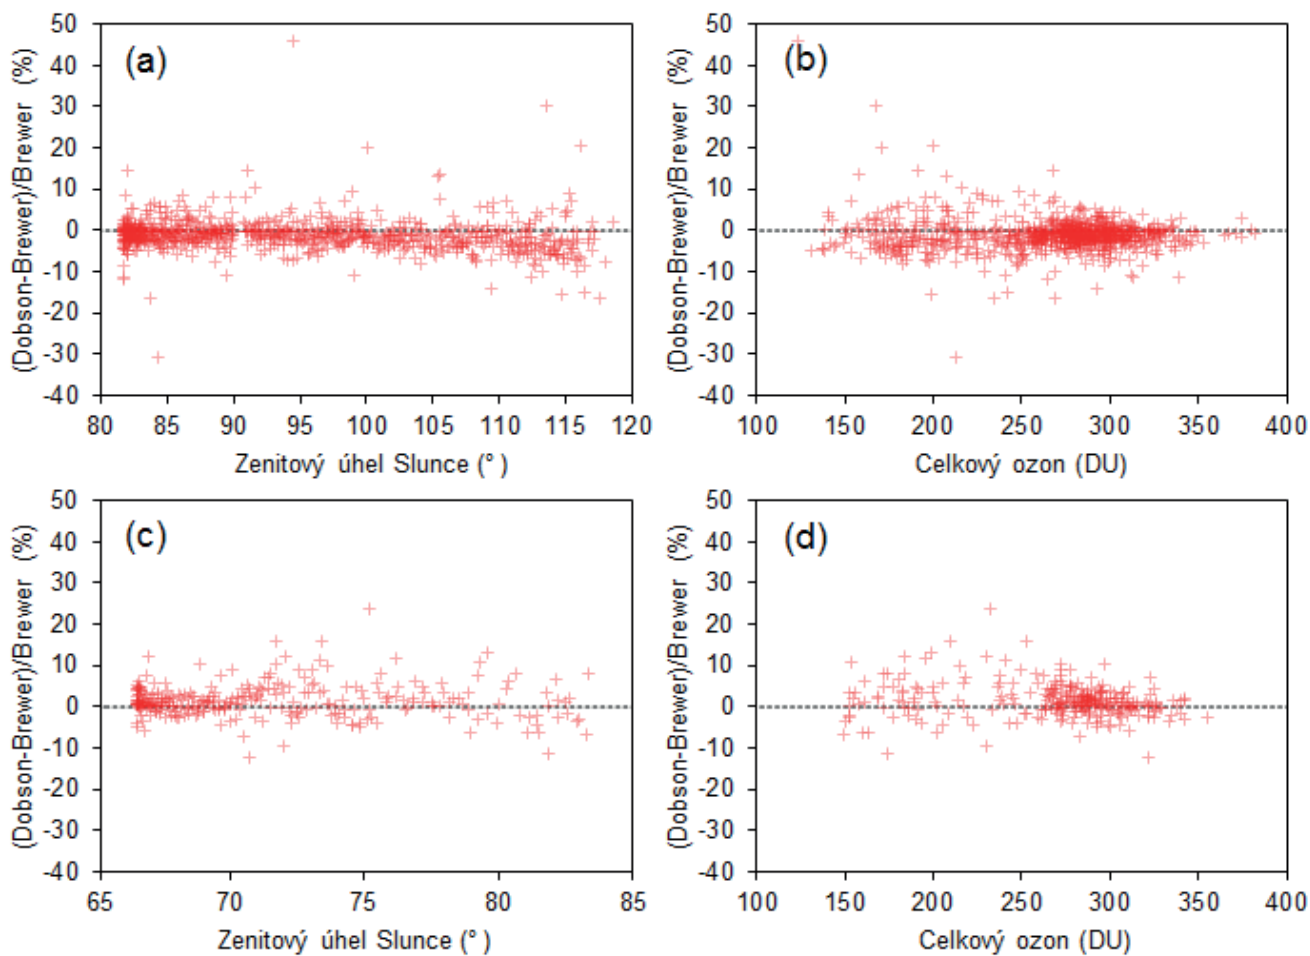 (a)
(Dobson-Brewer)/Brewer (%)
50
40
30
20
10
0
-10
-20
-30
-40
80 85 90 95 100 105 110 115 120
Zenitový úhel Slunce (°)
(b)
(Dobson-Brewer)/Brewer (%)
50
40
30
20
10
0
-10
-20
-30
-40
100 150 200 250 300 350 400
Celkový ozon (DU)
(c)
(Dobson-Brewer)/Brewer (%)
50
40
30
20
10
0
-10
-20
-30
-40
65 70 75 80 85
Zenitový úhel Slunce (°)
(d)
(Dobson-Brewer)/Brewer (%)
50
40
30
20
10
0
-10
-20
-30
-40
100 150 200 250 300 350 400
Celkový ozon (DU)